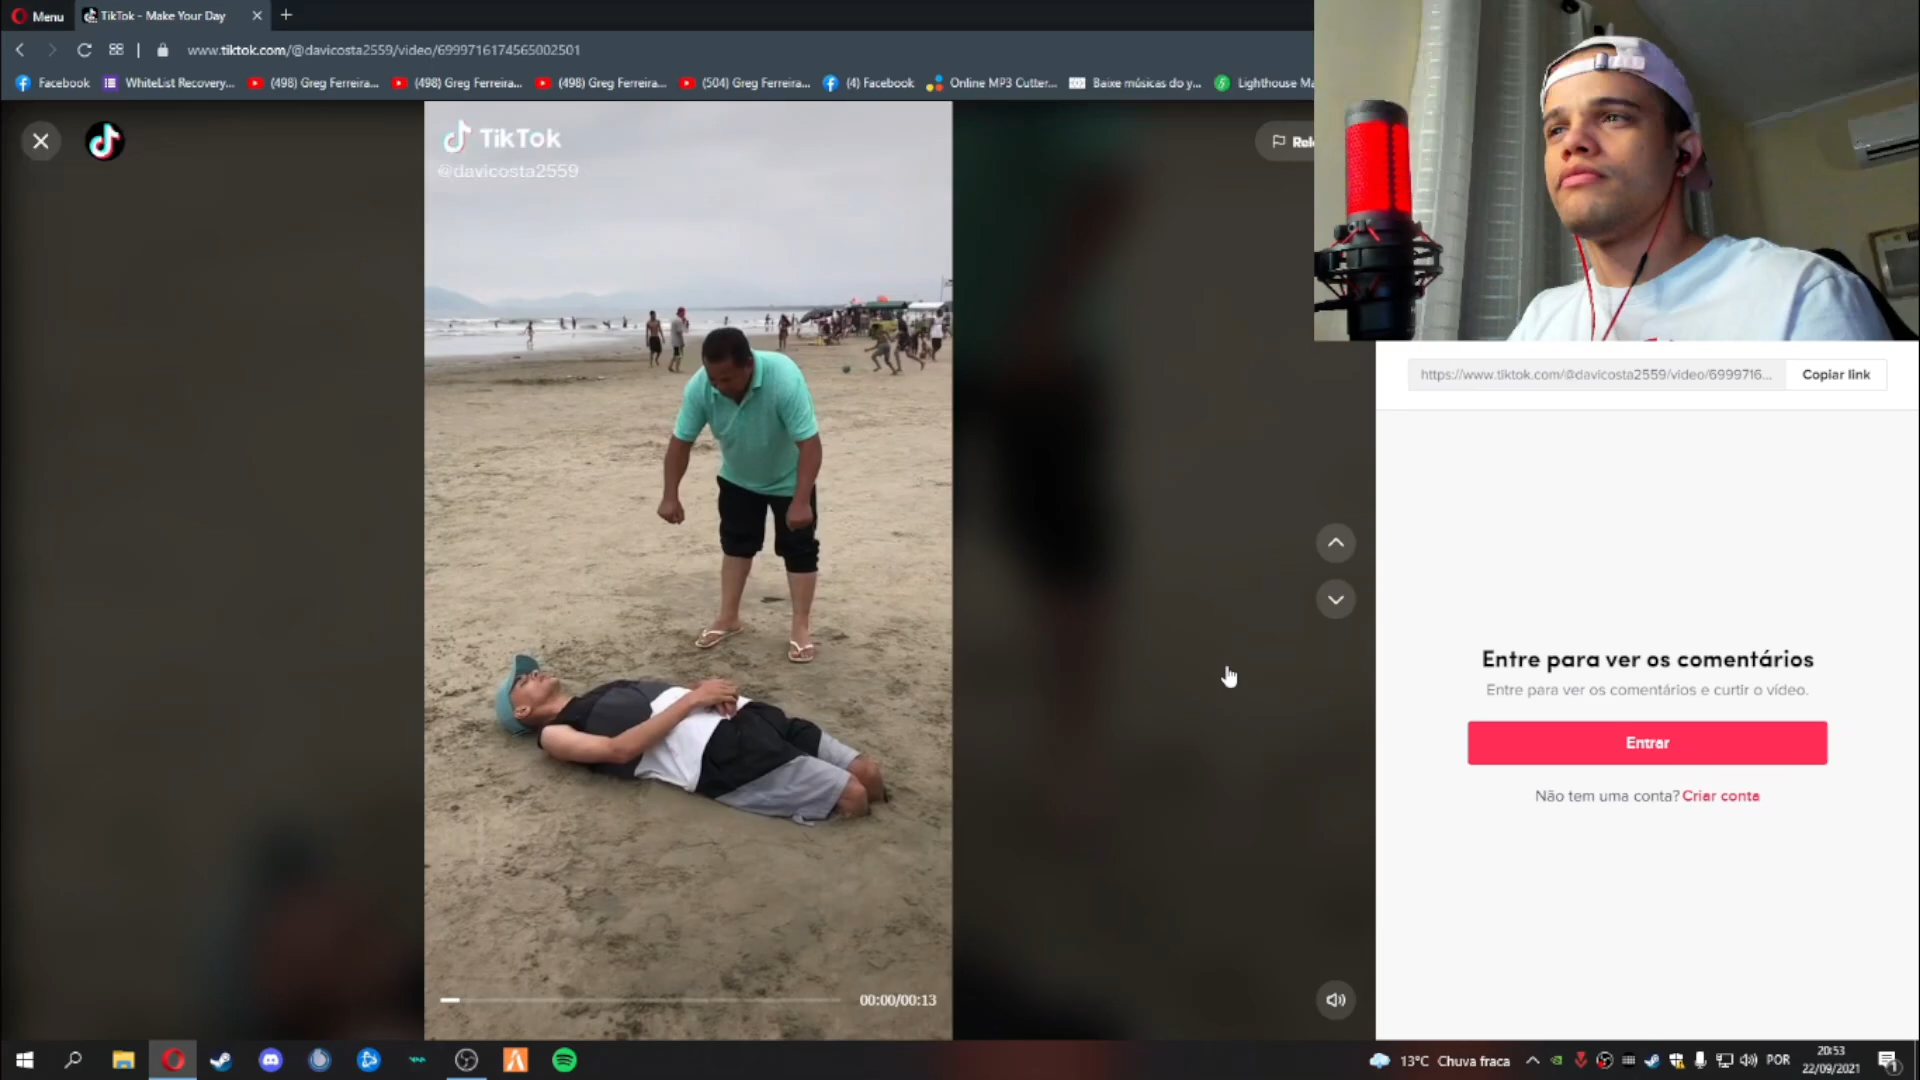 Menu
TikTok - Make Your Day
www.tiktok.com/@davicosta2559/video/6999716174565002501
Facebook
WhiteList Recovery...
(498) Greg Ferreira...
(498) Greg Ferreira...
(498) Greg Ferreira...
(504) Greg Ferreira...
(4) Facebook
Online MP3 Cutter...
Baixe músicas do y...
Lighthouse Ma
TikTok
@davicosta2559
https://www.tiktok.com/@davicosta2559/video/6999716...
Copiar link
Entre para ver os comentários
Entre para ver os comentários e curtir o vídeo.
Entrar
Não tem uma conta? Criar conta
00:00/00:13
13°C Chuva fraca
POR
20:53
22/09/2021